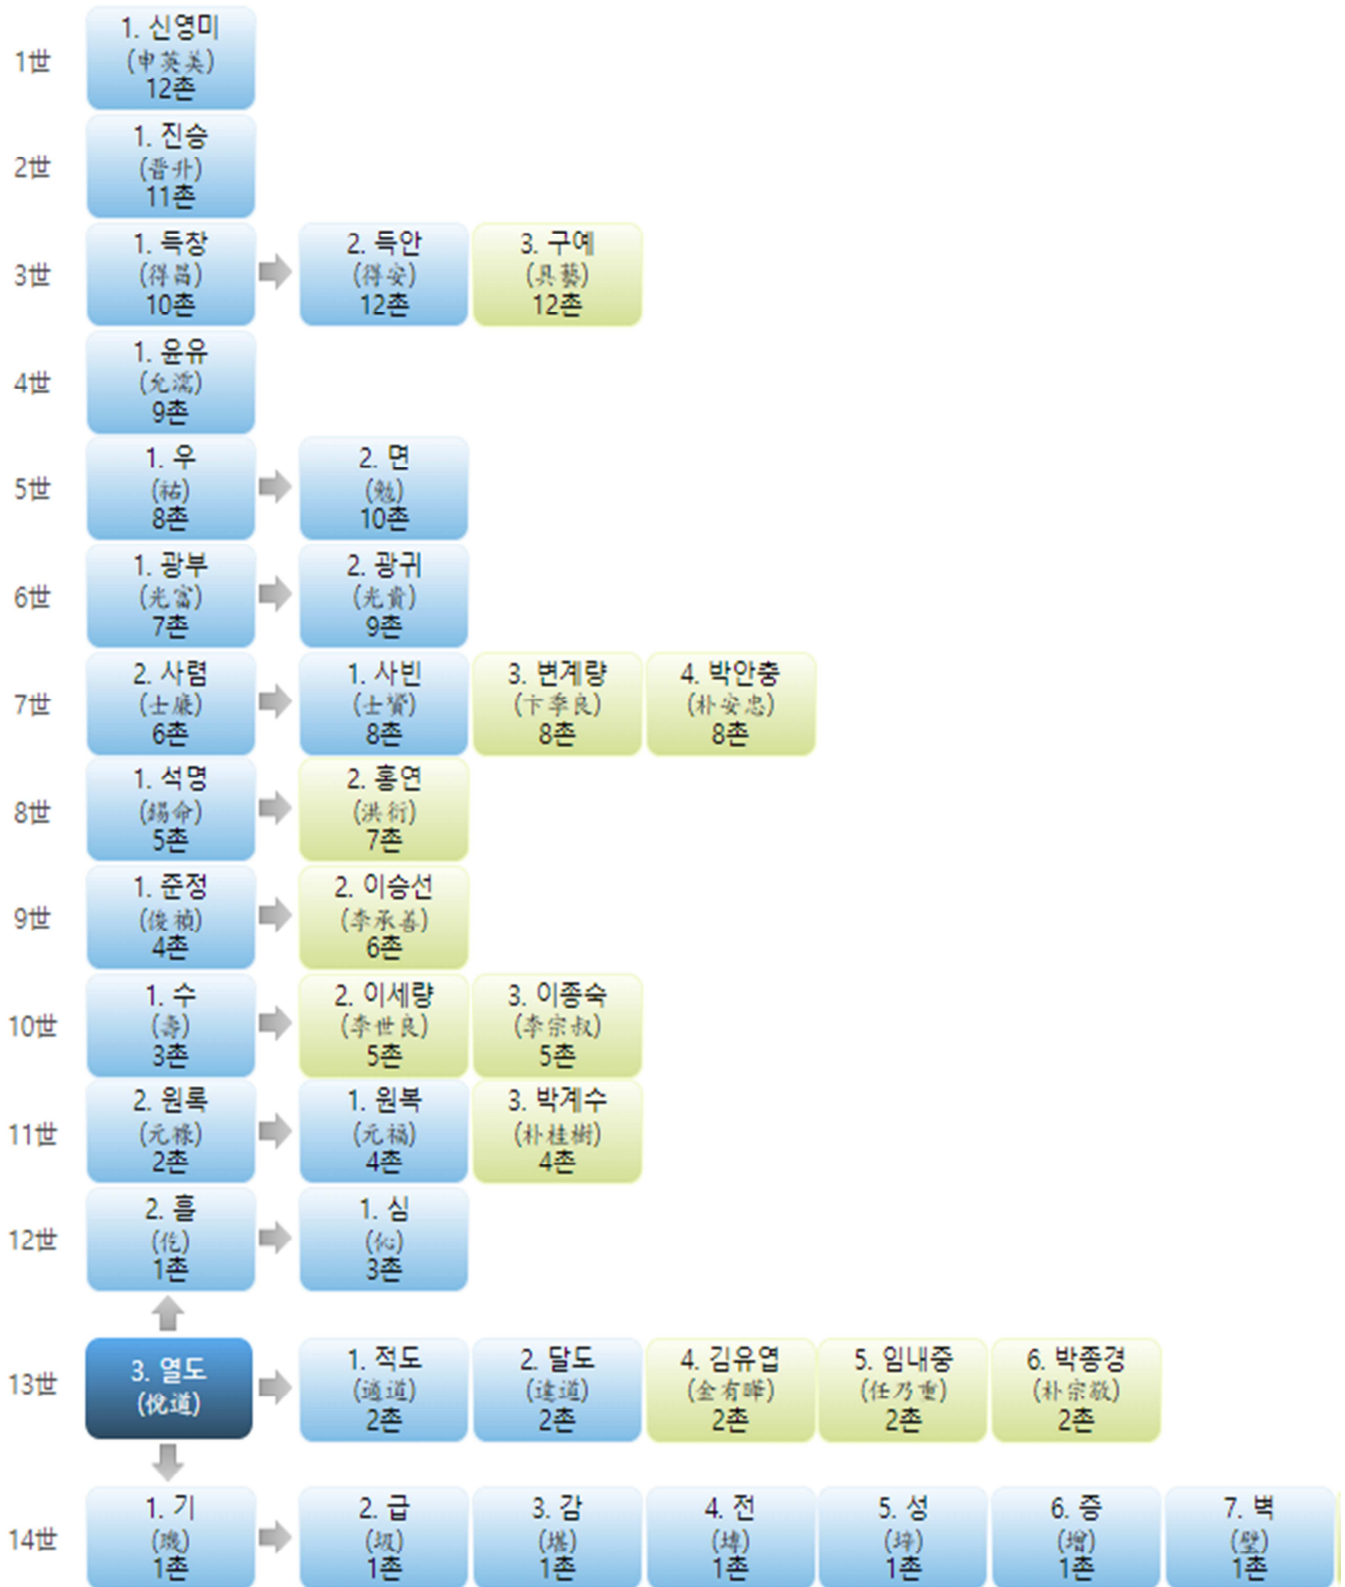 1世
1. 신영미
(申英美)
12촌
2世
1. 진승
(晋升)
11촌
3世
1. 득창
(得昌)
10촌
2. 득안
(得安)
12촌
3. 구예
(具藝)
12촌
4世
1. 윤유
(允濡)
9촌
5世
1. 우
(祐)
8촌
2. 면
(勉)
10촌
6世
1. 광부
(光富)
7촌
2. 광귀
(光貴)
9촌
7世
2. 사렴
(士廉)
6촌
1. 사빈
(士贇)
8촌
3. 변계량
(卞季良)
8촌
4. 박안충
(朴安忠)
8촌
8世
1. 석명
(錫命)
5촌
2. 홍연
(洪衍)
7촌
9世
1. 준정
(俊禎)
4촌
2. 이승선
(李承善)
6촌
10世
1. 수
(壽)
3촌
2. 이세량
(李世良)
5촌
3. 이종숙
(李宗叔)
5촌
11世
2. 원록
(元祿)
2촌
1. 원복
(元福)
4촌
3. 박계수
(朴桂樹)
4촌
12世
2. 흘
(仡)
1촌
1. 심
(伈)
3촌
13世
3. 열도
(悅道)
1. 적도
(適道)
2촌
2. 달도
(達道)
2촌
4. 김유엽
(金有曄)
2촌
5. 임내중
(任乃重)
2촌
6. 박종경
(朴宗敬)
2촌
14世
1. 기
1촌
2. 급
(圾)
1촌
3. 감
(堪)
1촌
4. 전
1촌
5. 성
1촌
6. 증
(增)
1촌
7. 벽
(壁)
1촌